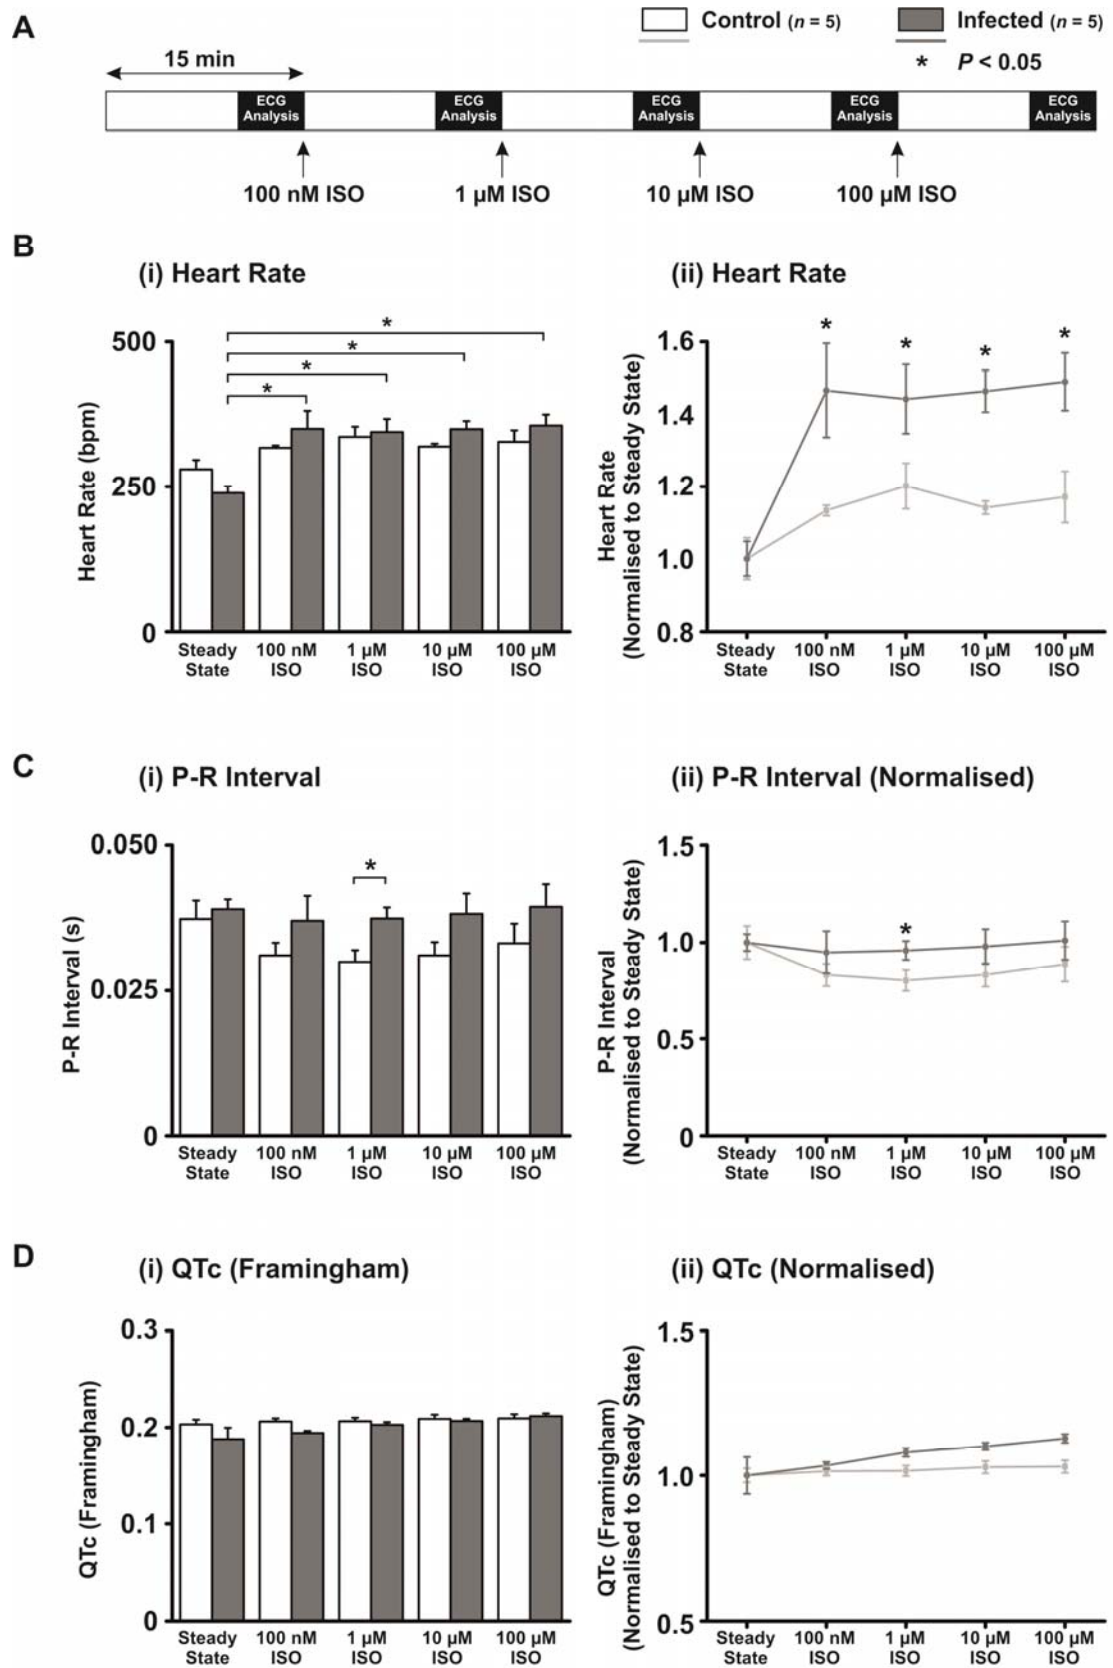 A
Control (n = 5)
Infected (n = 5)
* P < 0.05
15 min
ECG
Analysis
ECG
Analysis
ECG
Analysis
ECG
Analysis
ECG
Analysis
100 nM ISO
1 µM ISO
10 µM ISO
100 µM ISO
B
(i) Heart Rate
Heart Rate (bpm)
500
250
0
*
*
*
*
Steady
State
100 nM
ISO
1 µM
ISO
10 µM
ISO
100 µM
ISO
(ii) Heart Rate
Heart Rate
(Normalised to Steady State)
1.6
1.4
1.2
1.0
0.8
*
*
*
*
Steady
State
100 nM
ISO
1 µM
ISO
10 µM
ISO
100 µM
ISO
C
(i) P-R Interval
P-R Interval (s)
0.050
0.025
0
*
Steady
State
100 nM
ISO
1 µM
ISO
10 µM
ISO
100 µM
ISO
(ii) P-R Interval (Normalised)
P-R Interval
(Normalised to Steady State)
1.5
1.0
0.5
0
*
Steady
State
100 nM
ISO
1 µM
ISO
10 µM
ISO
100 µM
ISO
D
(i) QTc (Framingham)
QTc (Framingham)
0.3
0.2
0.1
0
Steady
State
100 nM
ISO
1 µM
ISO
10 µM
ISO
100 µM
ISO
(ii) QTc (Normalised)
QTc (Framingham)
(Normalised to Steady State)
1.5
1.0
0.5
Steady
State
100 nM
ISO
1 µM
ISO
10 µM
ISO
100 µM
ISO